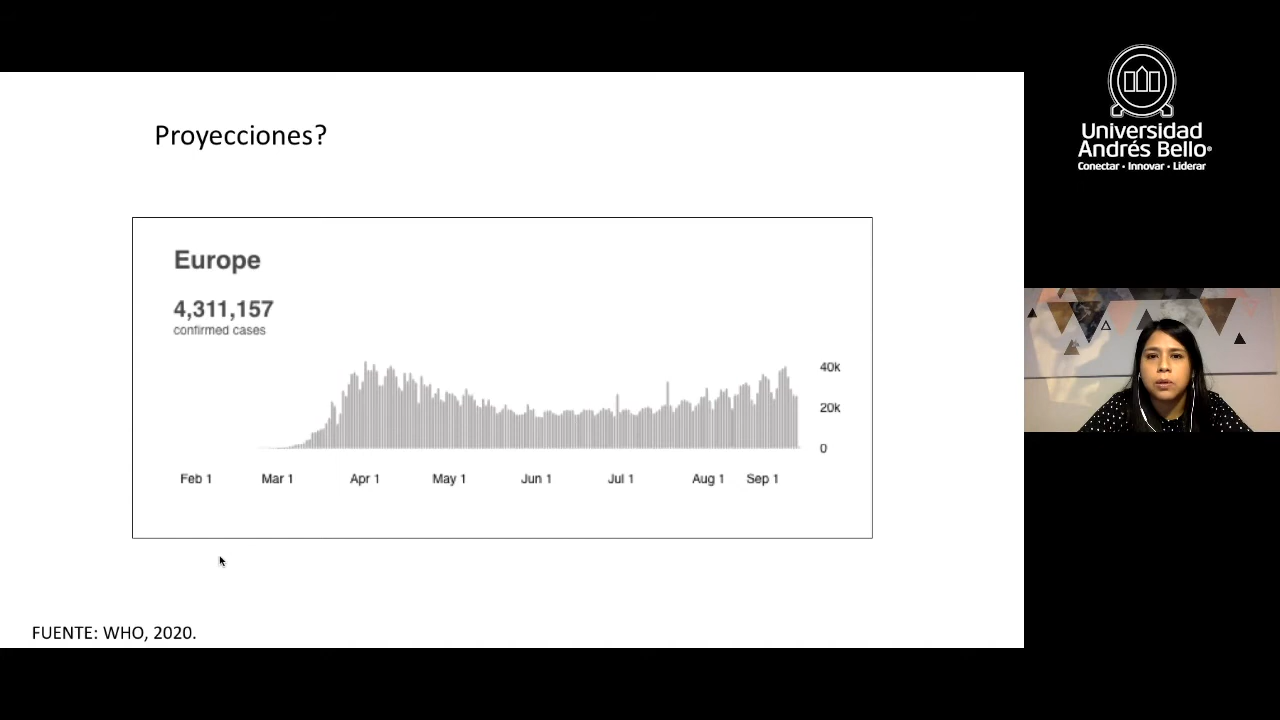 Proyecciones?
Europe
4,311,157
confirmed cases
40k
20k
0
Feb 1 Mar 1 Apr 1 May 1 Jun 1 Jul 1 Aug 1 Sep 1
FUENTE: WHO, 2020.
Universidad
Andrés Bello®
Conectar • Innovar • Liderar